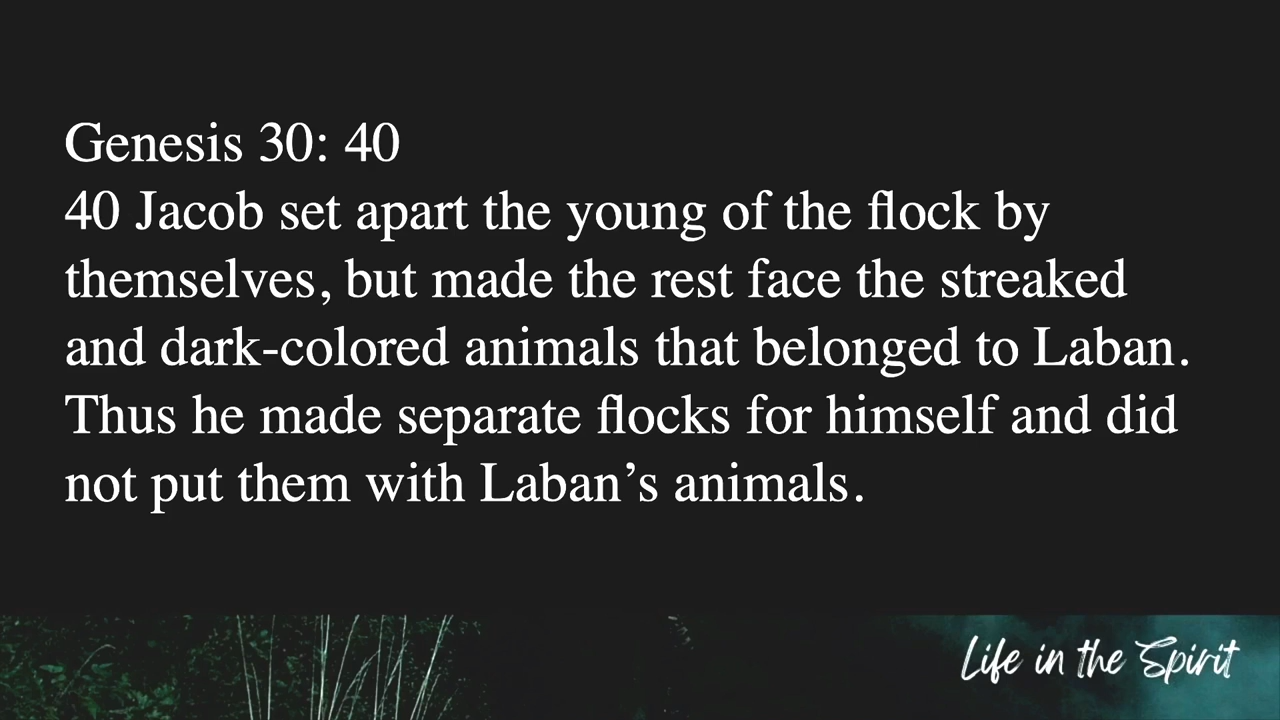 Genesis 30: 40
40 Jacob set apart the young of the flock by
themselves, but made the rest face the streaked
and dark-colored animals that belonged to Laban.
Thus he made separate flocks for himself and did
not put them with Laban’s animals.
Life in the Spirit